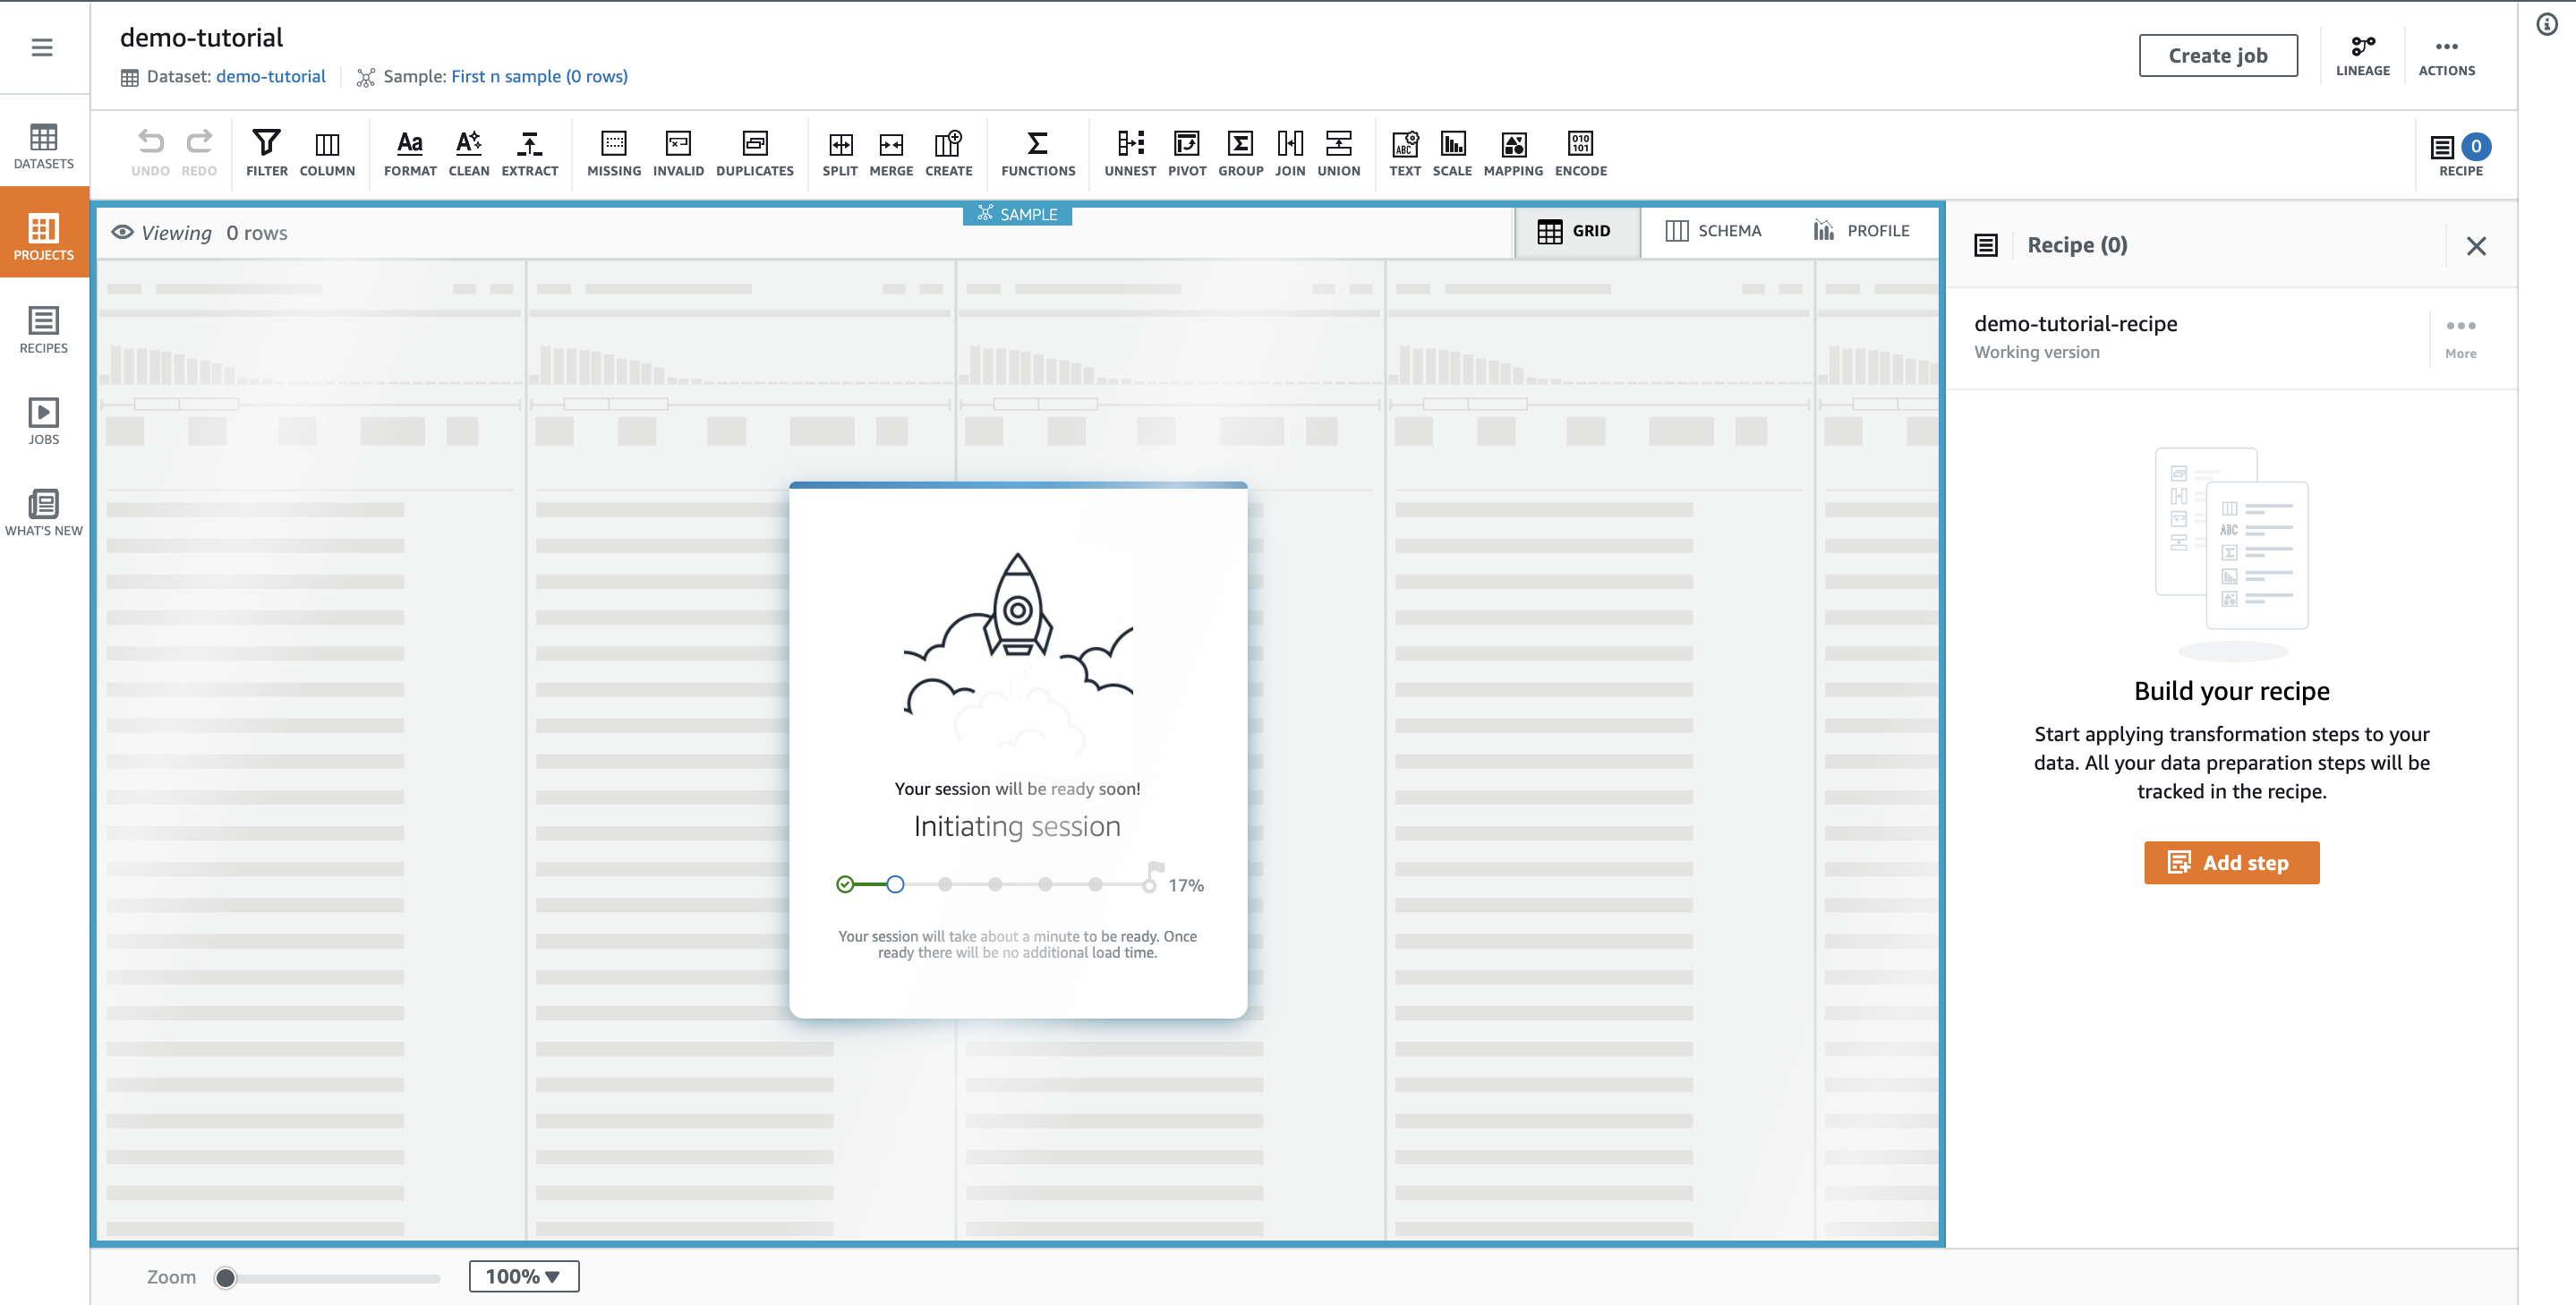 demo-tutorial
Dataset: demo-tutorial
Sample: First n sample (0 rows)
Create job
LINEAGE
ACTIONS
DATASETS
PROJECTS
RECIPES
JOBS
WHAT'S NEW
UNDO
REDO
FILTER
COLUMN
Aa
FORMAT
CLEAN
EXTRACT
MISSING
INVALID
DUPLICATES
SPLIT
MERGE
CREATE
FUNCTIONS
UNNEST
PIVOT
GROUP
JOIN
UNION
ABC
TEXT
SCALE
MAPPING
010
101
ENCODE
0
RECIPE
Viewing 0 rows
SAMPLE
GRID
SCHEMA
PROFILE
Your session will be ready soon!
Initiating session
17%
Your session will take about a minute to be ready. Once
ready there will be no additional load time.
Recipe (0)
demo-tutorial-recipe
Working version
More
ABC
Build your recipe
Start applying transformation steps to your
data. All your data preparation steps will be
tracked in the recipe.
Add step
Zoom
100%